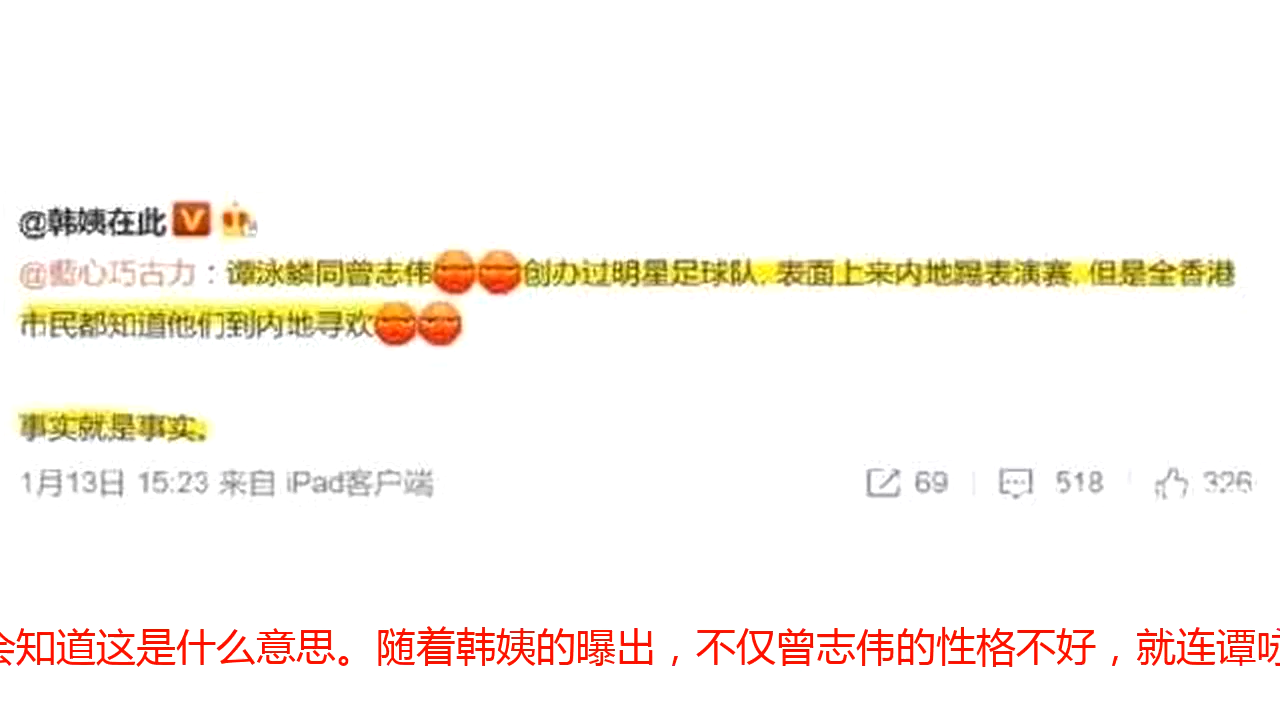 @韩姨在此
@藍心巧古力：谭泳鳞同曾志伟创办过明星足球队.表面上来内地踢表演赛.但是全香港
市民都知道他们到内地寻欢
事实就是事实。
1月13日 15:23 来自 iPad客户端 69 518 326
会知道这是什么意思。随着韩姨的曝出，不仅曾志伟的性格不好，就连谭咏